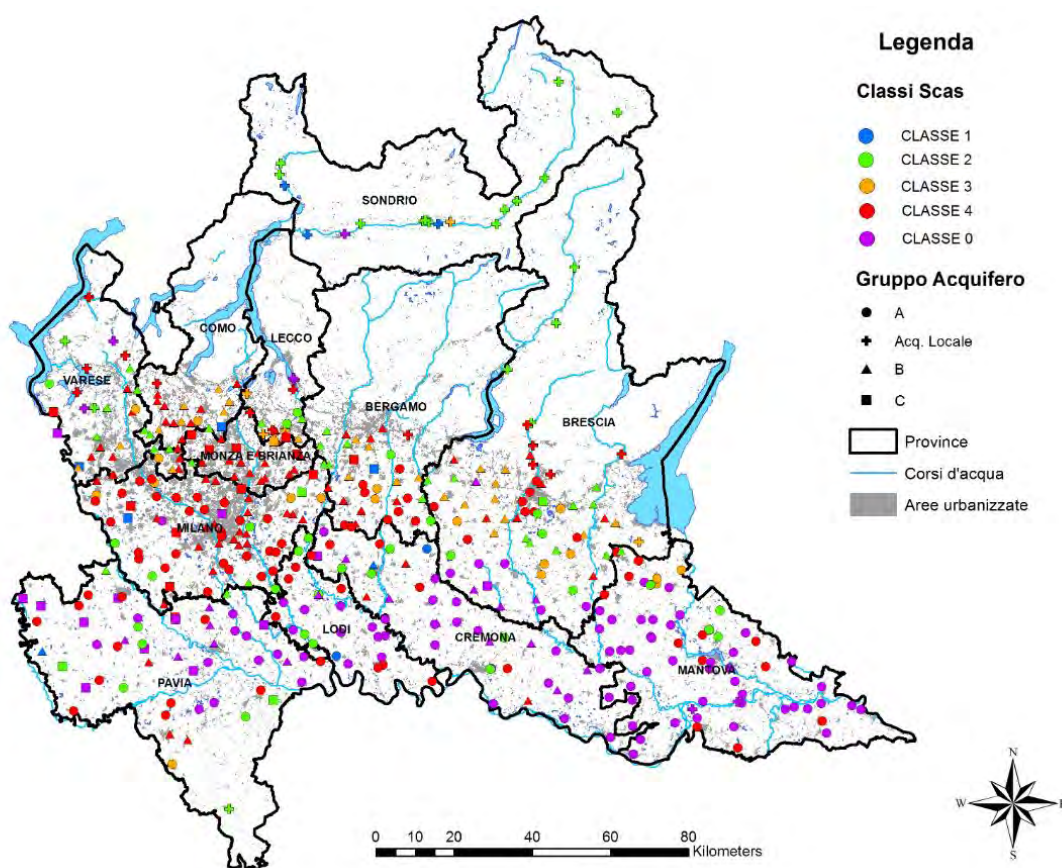 Legenda
Classi Scas
CLASSE 1
CLASSE 2
CLASSE 3
CLASSE 4
CLASSE 0
Gruppo Acquifero
A
Acq. Locale
B
C
Province
Corsi d'acqua
Aree urbanizzate
SONDRIO
COMO
LECCO
VARESE
BERGAMO
BRESCIA
MONZA E BRIANZA
MILANO
LODI
CREMONA
MANTOVA
PAVIA
N
W E
S
0 5 10 20 40 60 80
Kilometers